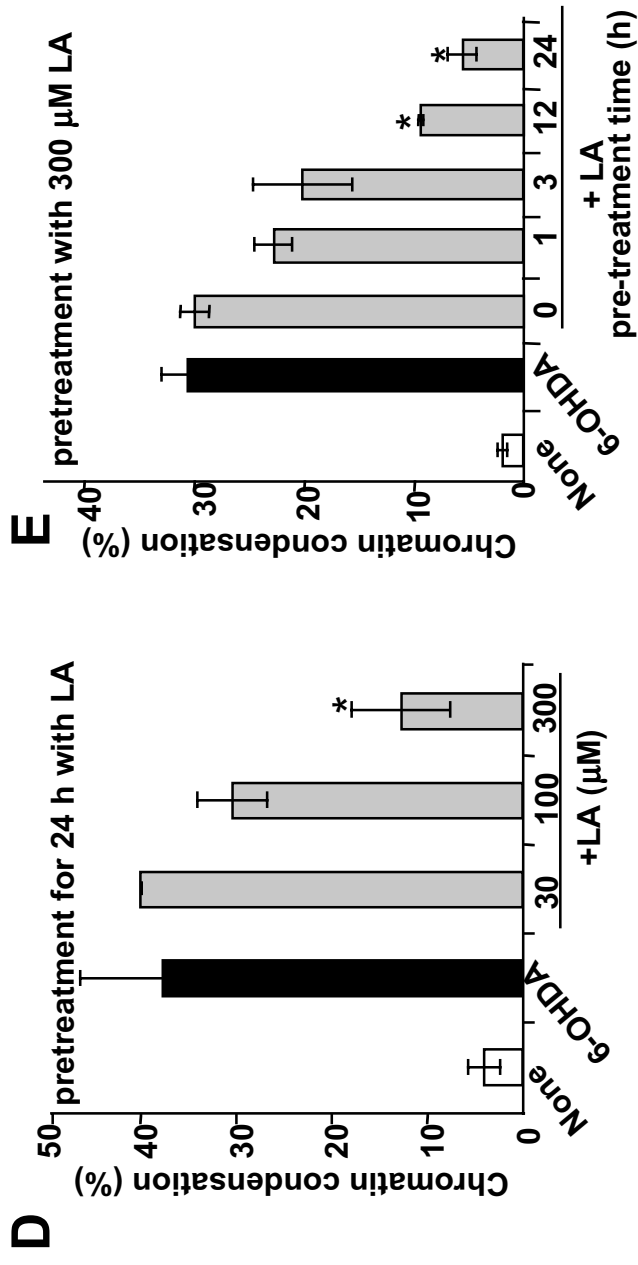 D
pretreatment for 24 h with LA
Chromatin condensation (%)
50
40
30
20
10
0
*
None
6-OHDA
30
100
300
+LA (μM)
E
pretreatment with 300 μM LA
Chromatin condensation (%)
40
30
20
10
0
*
*
None
6-OHDA
0
1
3
12
24
+ LA
pre-treatment time (h)